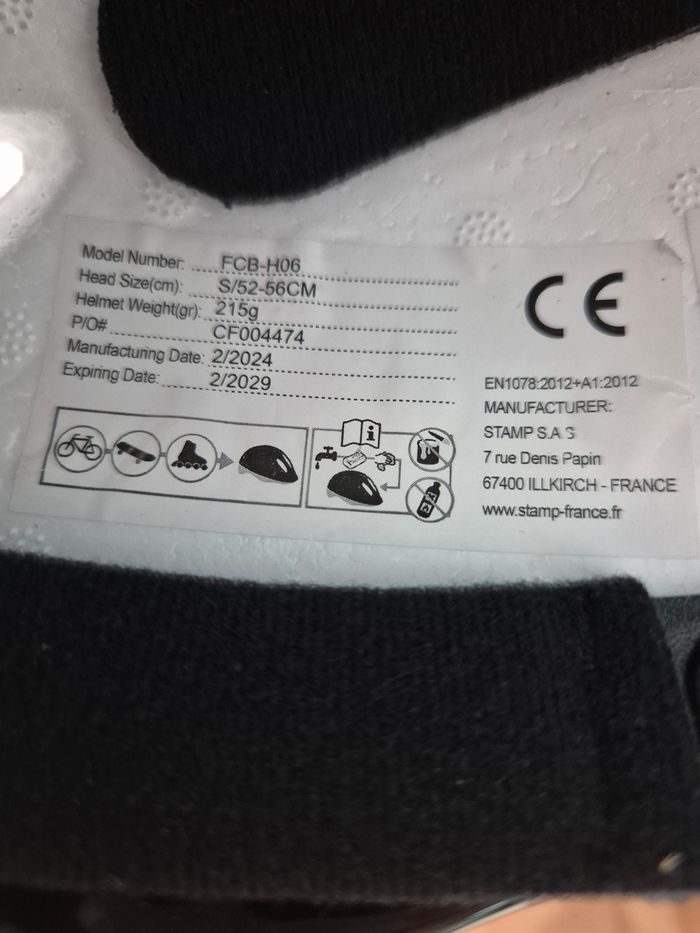 Model Number: FCB-H06
Head Size(cm): S/52-56CM
Helmet Weight(gr): 215g
P/O# CF004474
Manufacturing Date: 2/2024
Expiring Date: 2/2029
CE
EN1078:2012+A1:2012
MANUFACTURER:
STAMP S.A.S
7 rue Denis Papin
67400 ILLKIRCH - FRANCE
www.stamp-france.fr